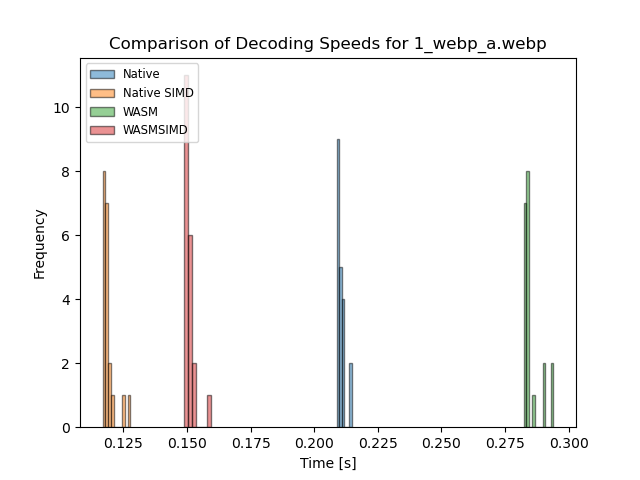 Comparison of Decoding Speeds for 1_webp_a.webp
Native
Native SIMD
WASM
WASMSIMD
10
8
6
4
2
0
Frequency
0.125 0.150 0.175 0.200 0.225 0.250 0.275 0.300
Time [s]